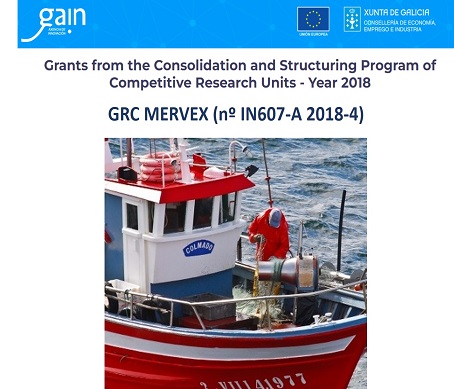 gain
UNIÓN EUROPEA
XUNTA DE GALICIA
CONSELLERÍA DE ECONOMÍA,
EMPREGO E INDUSTRIA
Grants from the Consolidation and Structuring Program of
Competitive Research Units - Year 2018
GRC MERVEX (nº IN607-A 2018-4)
COLMADO